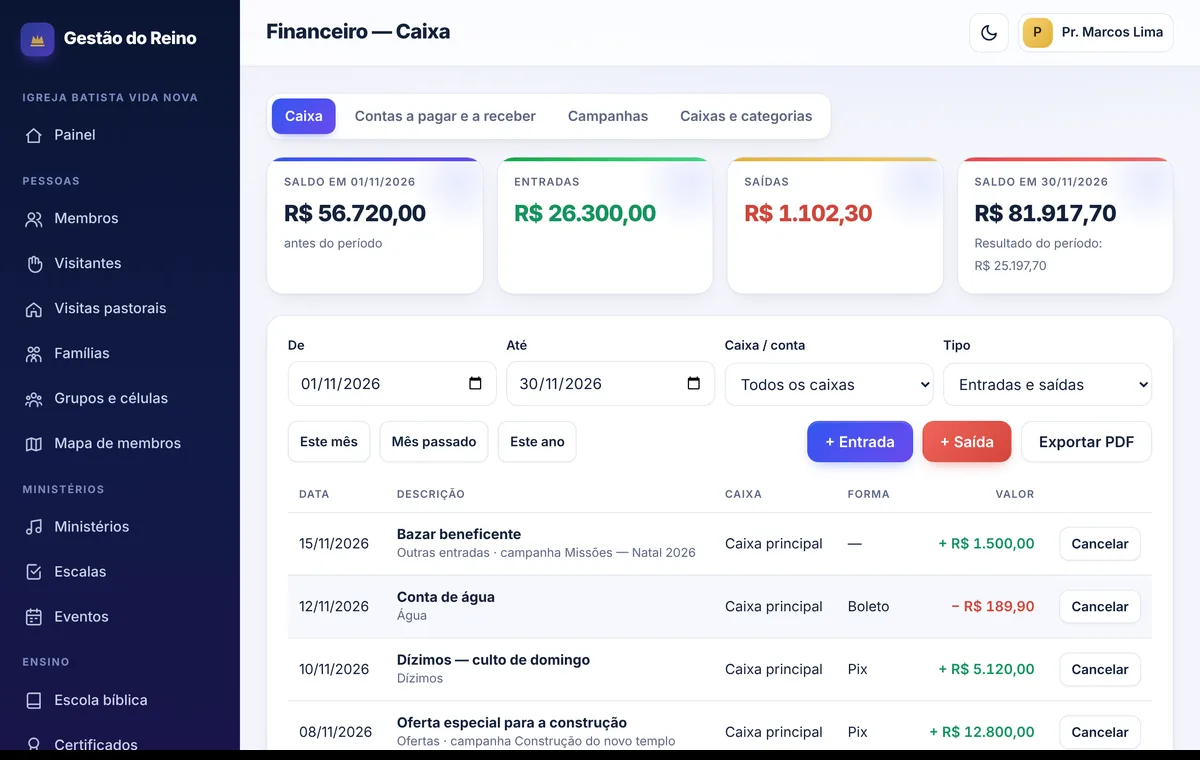 Gestão do Reino
IGREJA BATISTA VIDA NOVA
Painel
PESSOAS
Membros
Visitantes
Visitas pastorais
Famílias
Grupos e células
Mapa de membros
MINISTÉRIOS
Ministérios
Escalas
Eventos
ENSINO
Escola bíblica
Certificados
Financeiro — Caixa
P Pr. Marcos Lima
Caixa Contas a pagar e a receber Campanhas Caixas e categorias
SALDO EM 01/11/2026
R$ 56.720,00
antes do período
ENTRADAS
R$ 26.300,00
SAÍDAS
R$ 1.102,30
SALDO EM 30/11/2026
R$ 81.917,70
Resultado do período:
R$ 25.197,70
De Até Caixa / conta Tipo
01/11/2026 30/11/2026 Todos os caixas Entradas e saídas
Este mês Mês passado Este ano + Entrada + Saída Exportar PDF
DATA DESCRIÇÃO CAIXA FORMA VALOR
15/11/2026 Bazar beneficente Caixa principal — + R$ 1.500,00 Cancelar
Outras entradas · campanha Missões — Natal 2026
12/11/2026 Conta de água Caixa principal Boleto − R$ 189,90 Cancelar
Água
10/11/2026 Dízimos — culto de domingo Caixa principal Pix + R$ 5.120,00 Cancelar
Dízimos
08/11/2026 Oferta especial para a construção Caixa principal Pix + R$ 12.800,00 Cancelar
Ofertas · campanha Construção do novo templo